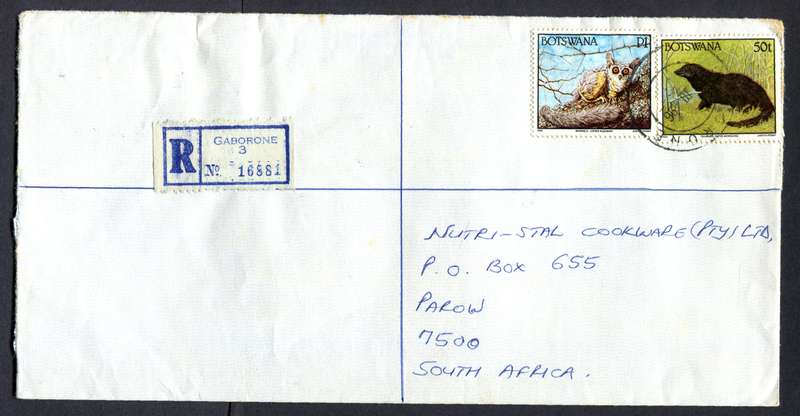 BOTSWANA P1
BOTSWANA 50t
R
GABORONE
3
No 16881
NUTRI-STAL COOKWARE (PTY) LTD,
P.O. BOX 655
PAROW
7500
SOUTH AFRICA.